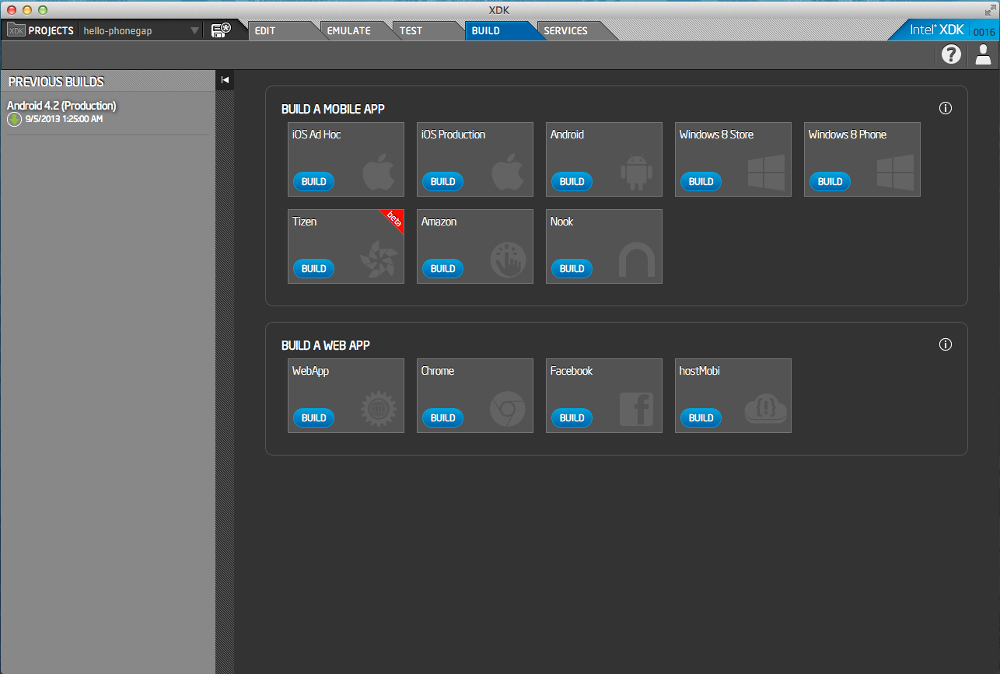 XDK
XDK PROJECTS hello-phonegap EDIT EMULATE TEST BUILD SERVICES Intel® XDK 0016
?
PREVIOUS BUILDS
Android 4.2 (Production)
9/5/2013 1:25:00 AM
BUILD A MOBILE APP
iOS Ad Hoc
BUILD
iOS Production
BUILD
Android
BUILD
Windows 8 Store
BUILD
Windows 8 Phone
BUILD
Tizen
beta
BUILD
Amazon
BUILD
Nook
BUILD
BUILD A WEB APP
WebApp
BUILD
Chrome
BUILD
Facebook
BUILD
hostMobi
BUILD